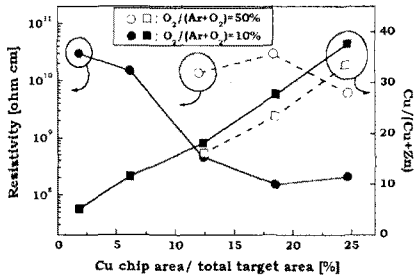 O₂/(Ar+O₂)=50%
O₂/(Ar+O₂)=10%
Resistivity [ohm cm]
10¹¹
10¹⁰
10⁹
10⁸
40
30
20
10
0
Cu/(Cu+Zn)
0 5 10 15 20 25
Cu chip area/ total target area [%]